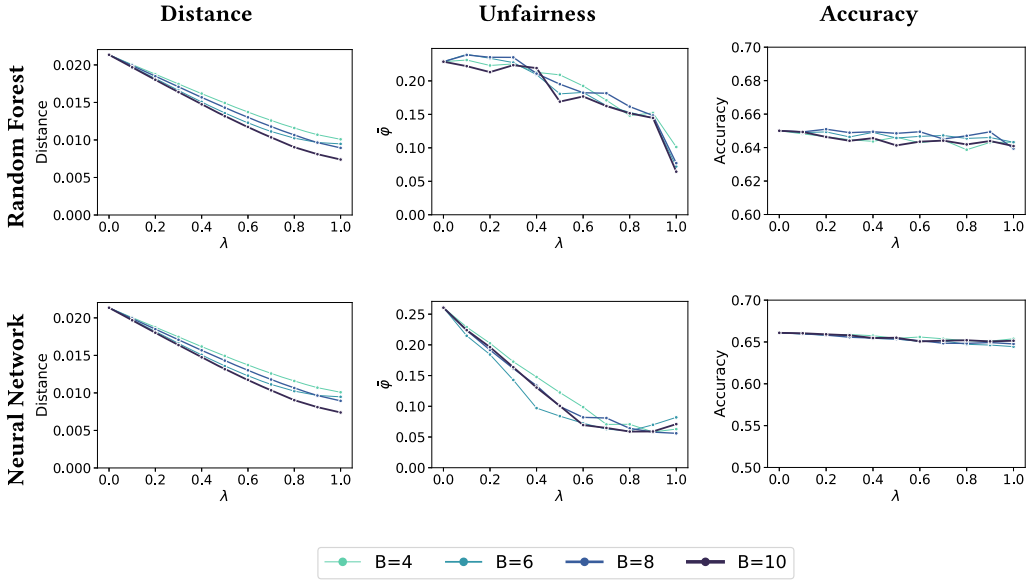 Distance
Unfairness
Accuracy
Random Forest
Distance
0.020
0.015
0.010
0.005
0.000
0.0 0.2 0.4 0.6 0.8 1.0
λ
φ̄
0.20
0.15
0.10
0.05
0.00
0.0 0.2 0.4 0.6 0.8 1.0
λ
Accuracy
0.70
0.68
0.66
0.64
0.62
0.60
0.0 0.2 0.4 0.6 0.8 1.0
λ
Neural Network
Distance
0.020
0.015
0.010
0.005
0.000
0.0 0.2 0.4 0.6 0.8 1.0
λ
φ̄
0.25
0.20
0.15
0.10
0.05
0.00
0.0 0.2 0.4 0.6 0.8 1.0
λ
Accuracy
0.70
0.65
0.60
0.55
0.50
0.0 0.2 0.4 0.6 0.8 1.0
λ
B=4 B=6 B=8 B=10